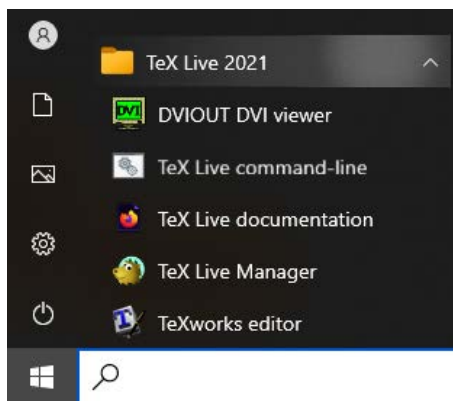 TeX Live 2021
DVIOUT DVI viewer
TeX Live command-line
TeX Live documentation
TeX Live Manager
TeXworks editor